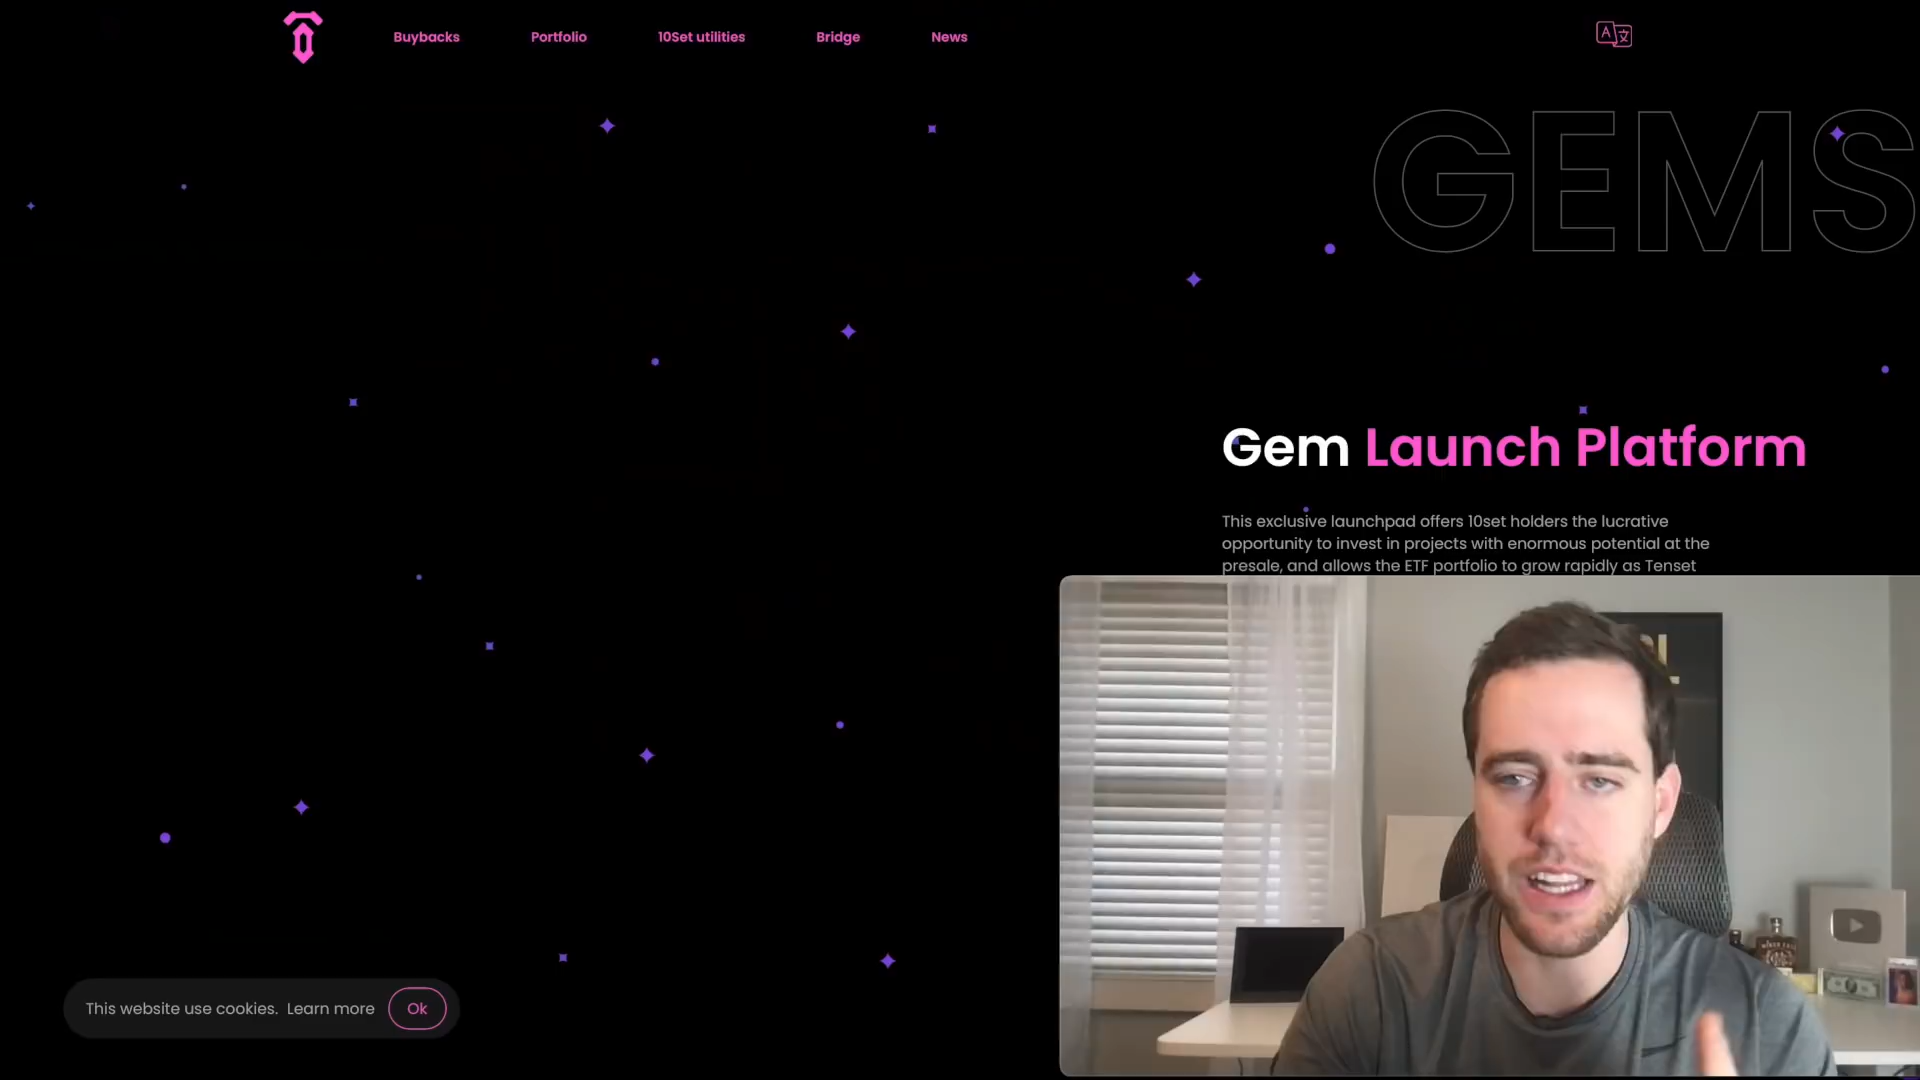 Buybacks
Portfolio
10Set utilities
Bridge
News
GEMS
Gem Launch Platform
This exclusive launchpad offers 10set holders the lucrative
opportunity to invest in projects with enormous potential at the
presale, and allows the ETF portfolio to grow rapidly as Tenset
This website use cookies. Learn more
Ok